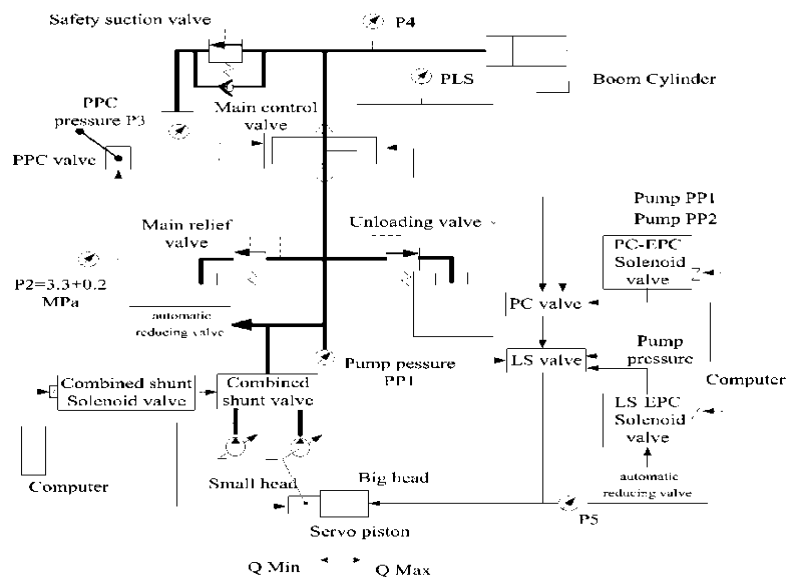 Safety suction valve
P4
PLS
Boom Cylinder
PPC
pressure P3
Main control
valve
PPC valve
Pump PP1
Pump PP2
Main relief
valve
Unloading valve
PC-EPC
Solenoid
valve
P2=3.3+0.2
MPa
automatic
reducing valve
PC valve
Pump pessure
PP1
LS valve
Pump
pressure
Computer
Combined shunt
Solenoid valve
Combined
shunt valve
LS EPC
Solenoid
valve
Computer
Small head
Big head
automatic
reducing valve
Servo piston
P5
Q Min
Q Max